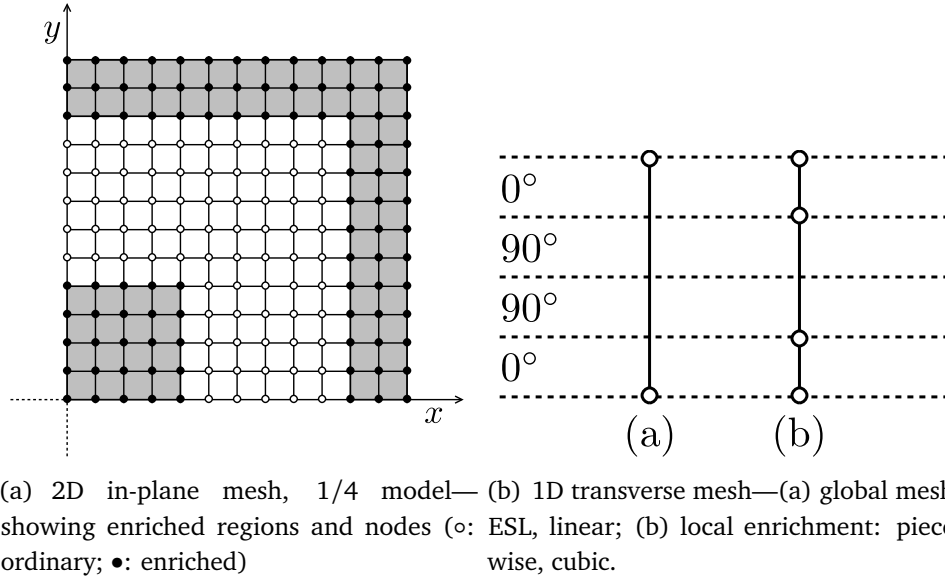 y
x
0°
90°
90°
0°
(a)
(b)
(a) 2D in-plane mesh, 1/4 model—
showing enriched regions and nodes (○:
ordinary; ●: enriched)
(b) 1D transverse mesh—(a) global mesh
ESL, linear; (b) local enrichment: piece
wise, cubic.